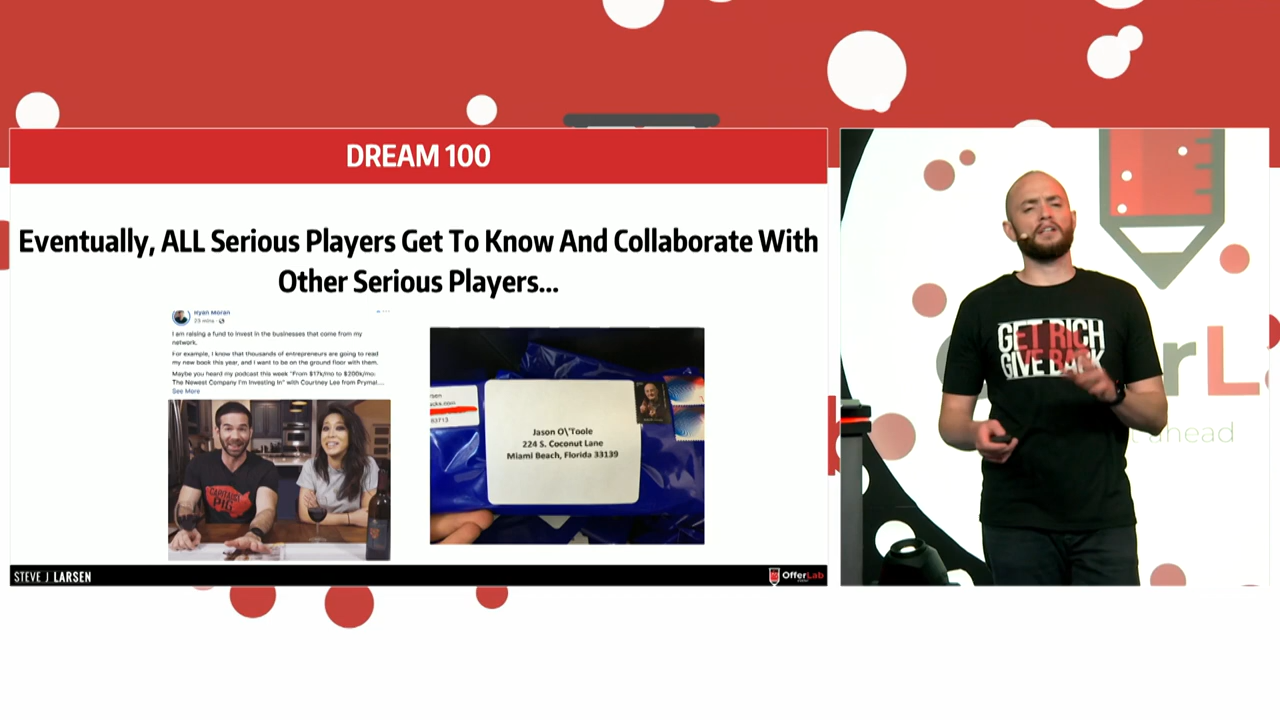 DREAM 100
Eventually, ALL Serious Players Get To Know And Collaborate With
Other Serious Players...
Ryan Moran
23 mins
I am raising a fund to invest in the businesses that come from my
network.
For example, I know that thousands of entrepreneurs are going to read
my new book this year, and I want to be on the ground floor with them.
Maybe you heard my podcast this week "From $17k/mo to $200k/mo:
The Newest Company I'm Investing In" with Courtney Lee from Prymal....
See More
CAPITALIST
PIG
83713
Jason O\'Toole
224 S. Coconut Lane
Miami Beach, Florida 33139
STEVE J LARSEN
OfferLab
GET RICH
GIVE BACK
er L
ahead